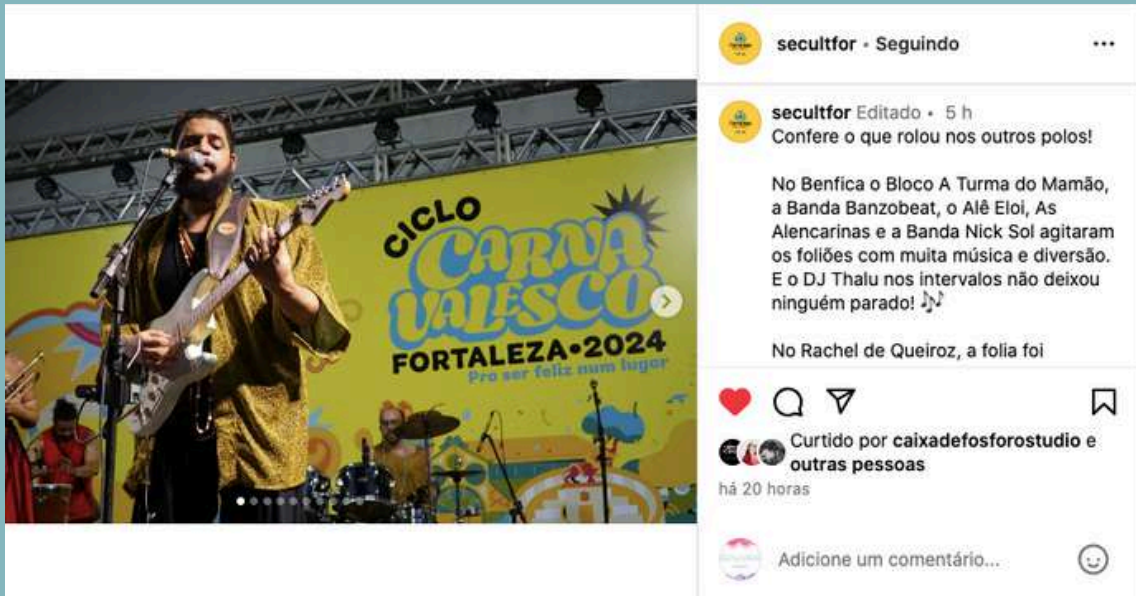 secultfor • Seguindo
secultfor Editado • 5 h
Confere o que rolou nos outros polos!
No Benfica o Bloco A Turma do Mamão,
a Banda Banzobeat, o Alê Eloi, As
Alencarinas e a Banda Nick Sol agitaram
os foliões com muita música e diversão.
E o DJ Thalu nos intervalos não deixou
ninguém parado! 🎶
No Rachel de Queiroz, a folia foi
Curtido por caixadefosforostudio e
outras pessoas
há 20 horas
Adicione um comentário...
CICLO
CARNA
VALESCO
FORTALEZA•2024
Pra ser feliz num lugar